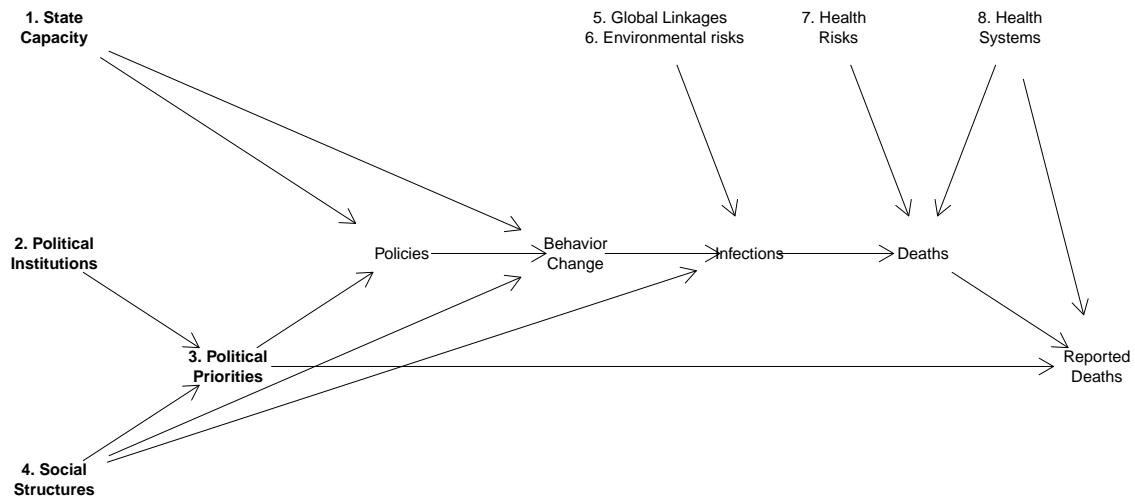 1. State
Capacity
5. Global Linkages
6. Environmental risks
7. Health
Risks
8. Health
Systems
2. Political
Institutions
Policies
Behavior
Change
Infections
Deaths
3. Political
Priorities
Reported
Deaths
4. Social
Structures